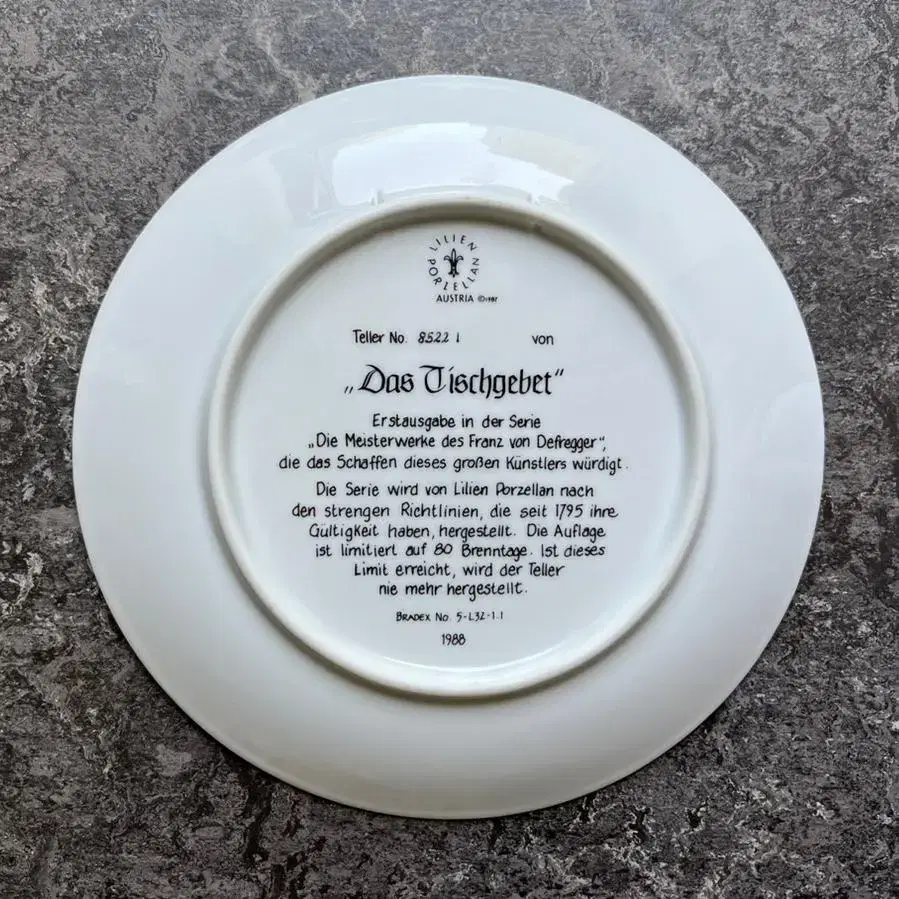 LILIEN PORZELLAN
AUSTRIA ©1987
Teller No. 8522 1 von
„Das Tischgebet“
Erstausgabe in der Serie
„Die Meisterwerke des Franz von Defregger“,
die das Schaffen dieses großen Künstlers würdigt.
Die Serie wird von Lilien Porzellan nach
den strengen Richtlinien, die seit 1795 ihre
Gültigkeit haben, hergestellt. Die Auflage
ist limitiert auf 80 Brenntage. Ist dieses
Limit erreicht, wird der Teller
nie mehr hergestellt.
BRADEX No. 5-L32-1.1
1988